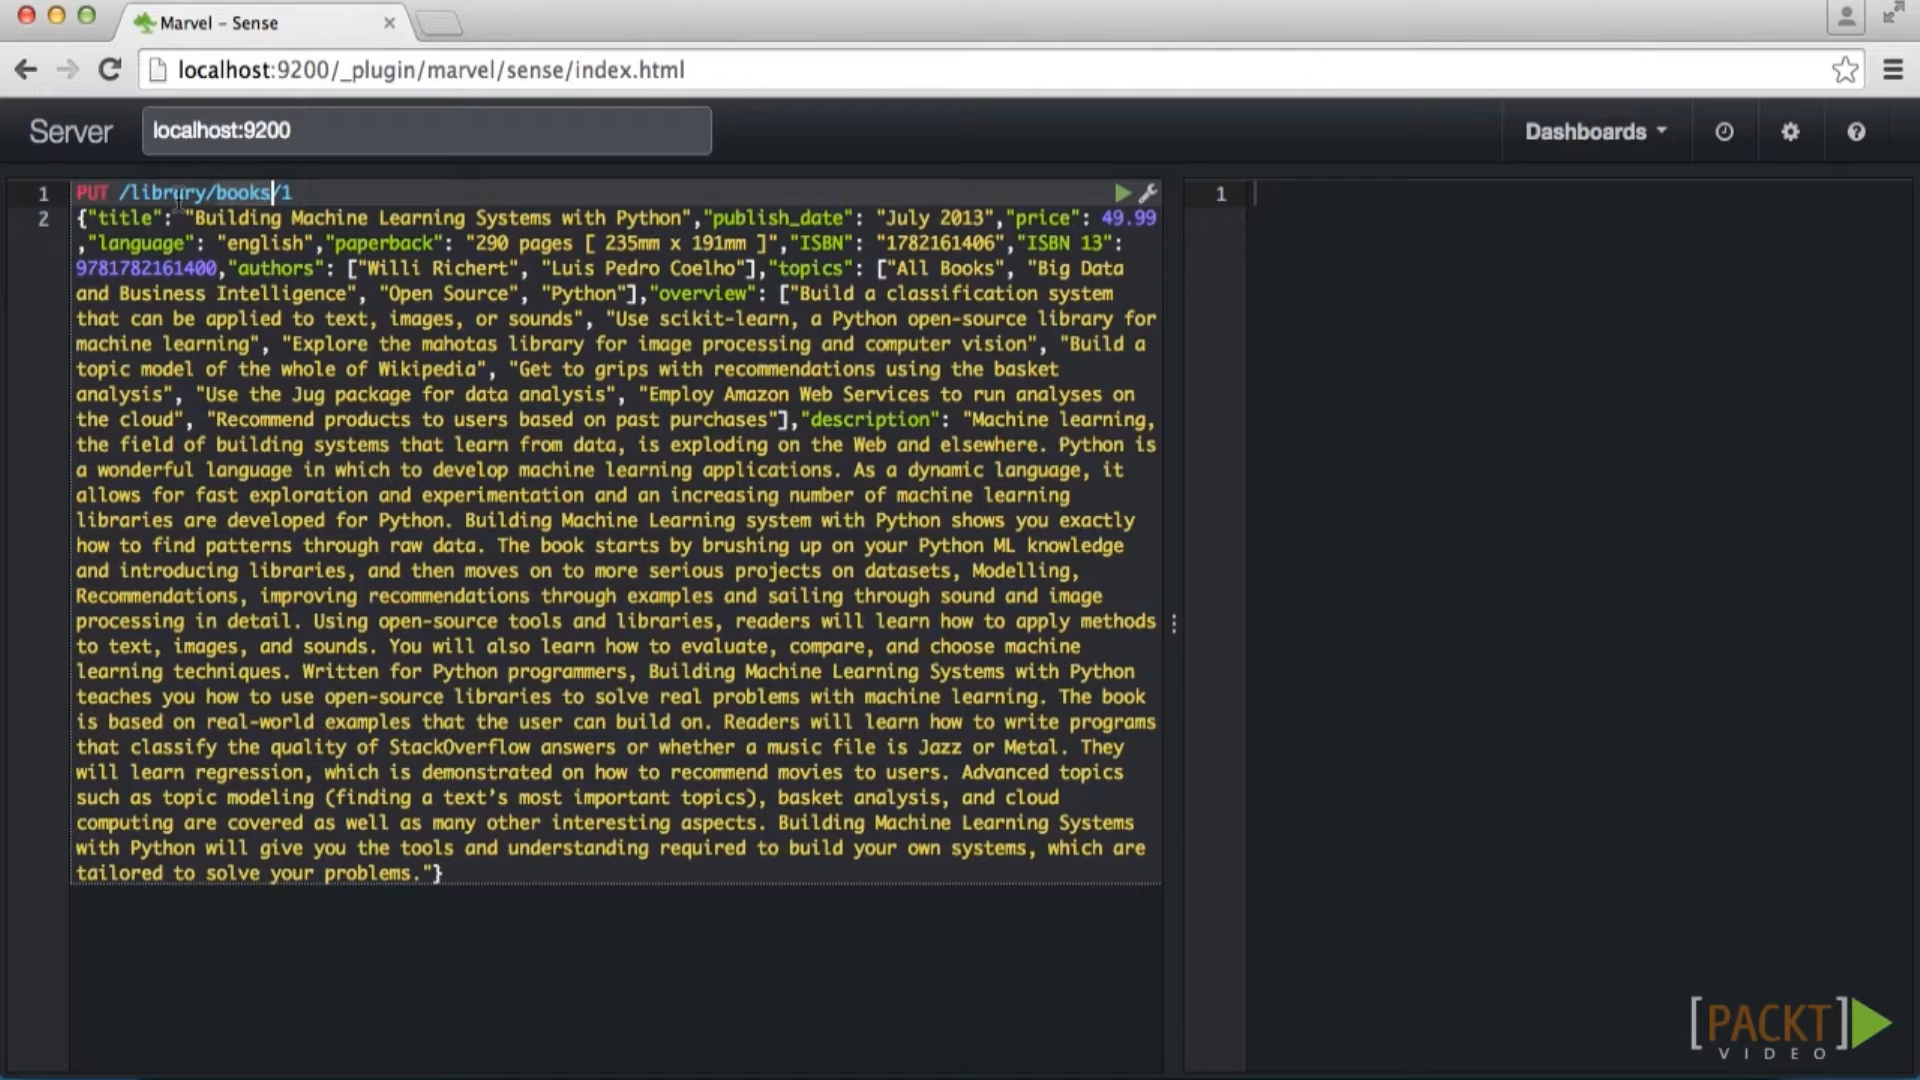 Marvel – Sense
localhost:9200/_plugin/marvel/sense/index.html
Server localhost:9200 Dashboards
1 PUT /library/books/1 1
2 {"title": "Building Machine Learning Systems with Python","publish_date": "July 2013","price": 49.99
,"language": "english","paperback": "290 pages [ 235mm x 191mm ]","ISBN": "1782161406","ISBN 13":
9781782161400,"authors": ["Willi Richert", "Luis Pedro Coelho"],"topics": ["All Books", "Big Data
and Business Intelligence", "Open Source", "Python"],"overview": ["Build a classification system
that can be applied to text, images, or sounds", "Use scikit-learn, a Python open-source library for
machine learning", "Explore the mahotas library for image processing and computer vision", "Build a
topic model of the whole of Wikipedia", "Get to grips with recommendations using the basket
analysis", "Use the Jug package for data analysis", "Employ Amazon Web Services to run analyses on
the cloud", "Recommend products to users based on past purchases"],"description": "Machine learning,
the field of building systems that learn from data, is exploding on the Web and elsewhere. Python is
a wonderful language in which to develop machine learning applications. As a dynamic language, it
allows for fast exploration and experimentation and an increasing number of machine learning
libraries are developed for Python. Building Machine Learning system with Python shows you exactly
how to find patterns through raw data. The book starts by brushing up on your Python ML knowledge
and introducing libraries, and then moves on to more serious projects on datasets, Modelling,
Recommendations, improving recommendations through examples and sailing through sound and image
processing in detail. Using open-source tools and libraries, readers will learn how to apply methods
to text, images, and sounds. You will also learn how to evaluate, compare, and choose machine
learning techniques. Written for Python programmers, Building Machine Learning Systems with Python
teaches you how to use open-source libraries to solve real problems with machine learning. The book
is based on real-world examples that the user can build on. Readers will learn how to write programs
that classify the quality of StackOverflow answers or whether a music file is Jazz or Metal. They
will learn regression, which is demonstrated on how to recommend movies to users. Advanced topics
such as topic modeling (finding a text's most important topics), basket analysis, and cloud
computing are covered as well as many other interesting aspects. Building Machine Learning Systems
with Python will give you the tools and understanding required to build your own systems, which are
tailored to solve your problems."}
[PACKT]
VIDEO